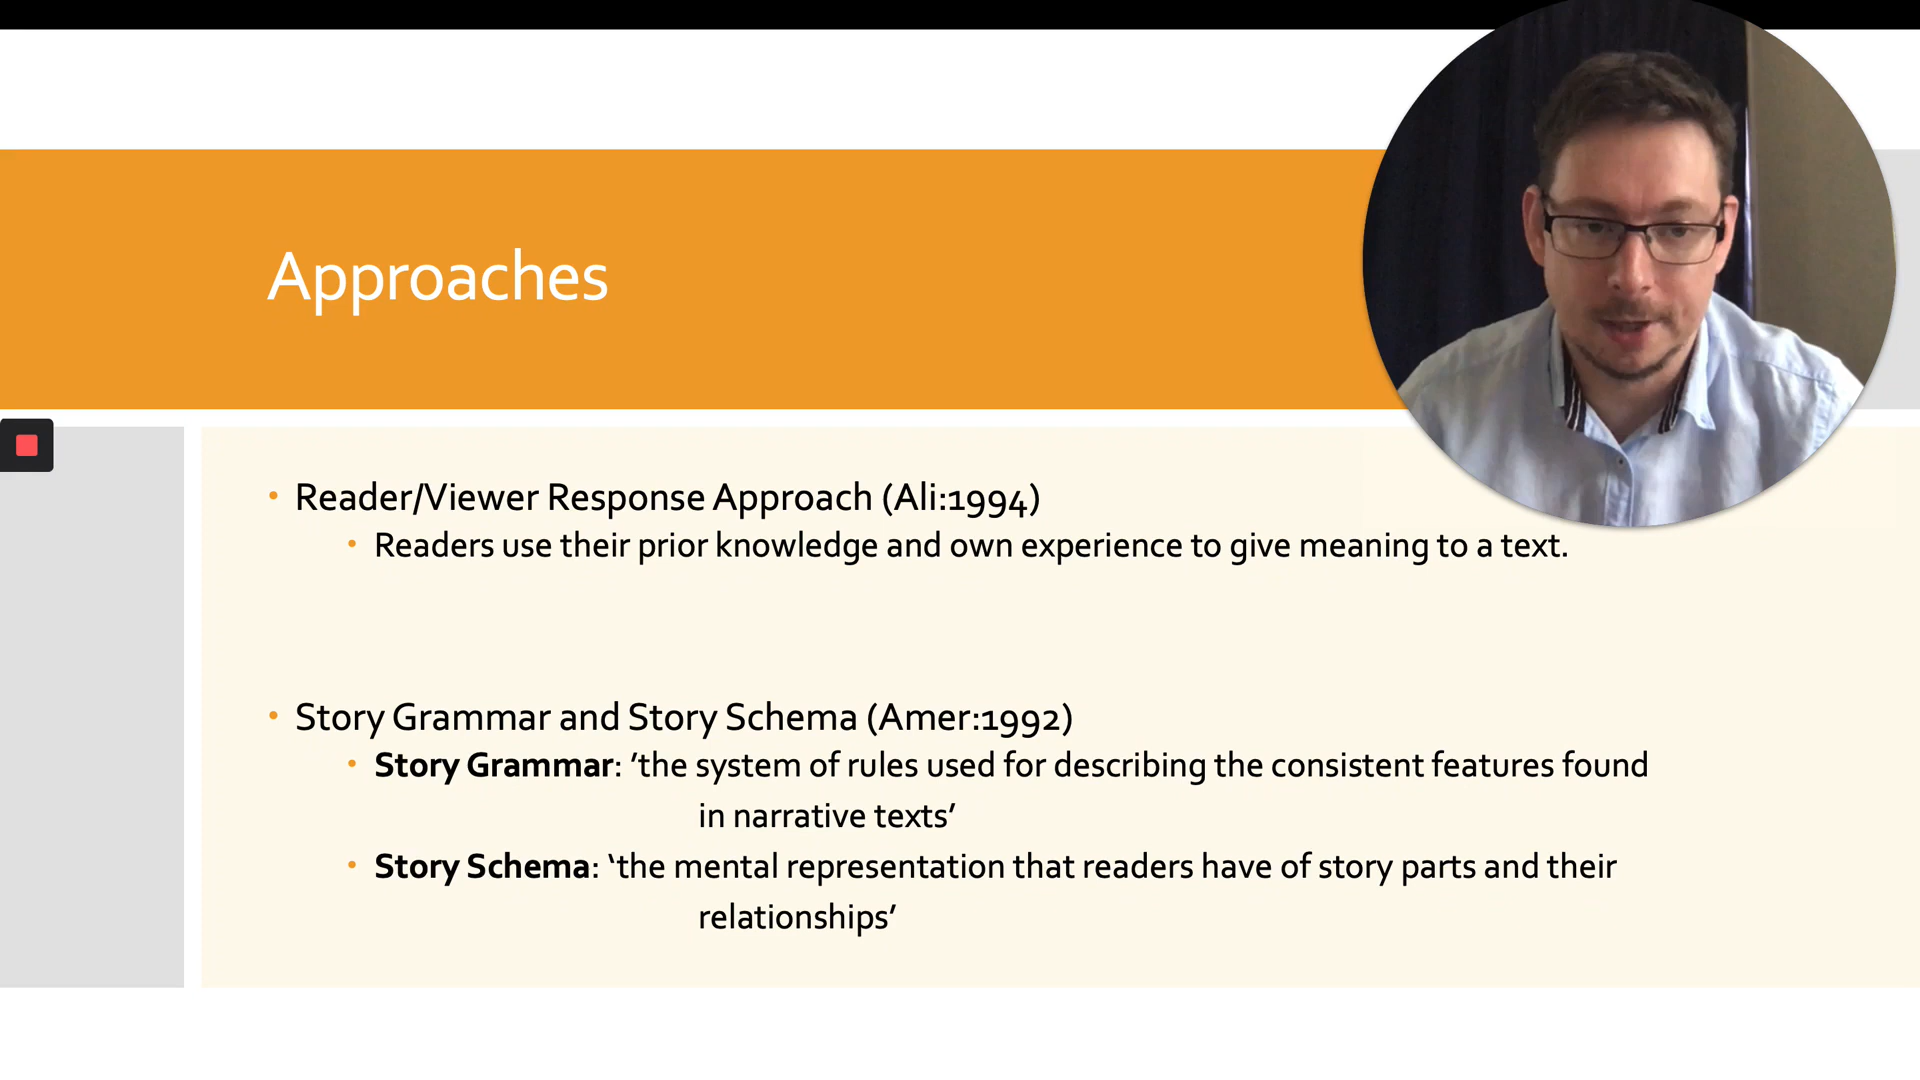 Approaches
• Reader/Viewer Response Approach (Ali:1994)
• Readers use their prior knowledge and own experience to give meaning to a text.
• Story Grammar and Story Schema (Amer:1992)
• Story Grammar: ’the system of rules used for describing the consistent features found
in narrative texts’
• Story Schema: ‘the mental representation that readers have of story parts and their
relationships’